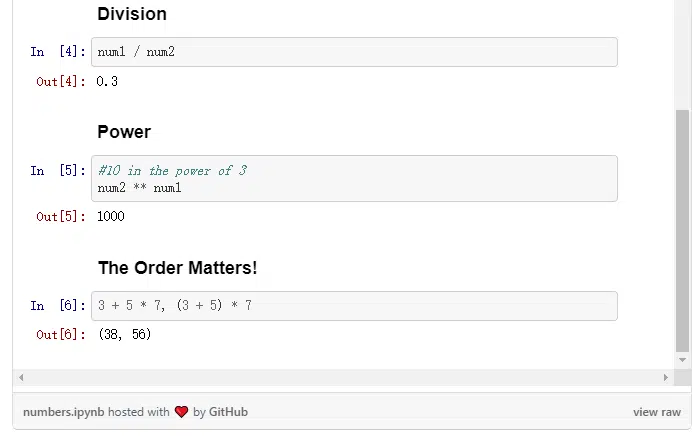 Division
In [4]: num1 / num2
Out[4]: 0.3
Power
In [5]: #10 in the power of 3
num2 ** num1
Out[5]: 1000
The Order Matters!
In [6]: 3 + 5 * 7, (3 + 5) * 7
Out[6]: (38, 56)
numbers.ipynb hosted with ❤ by GitHub view raw